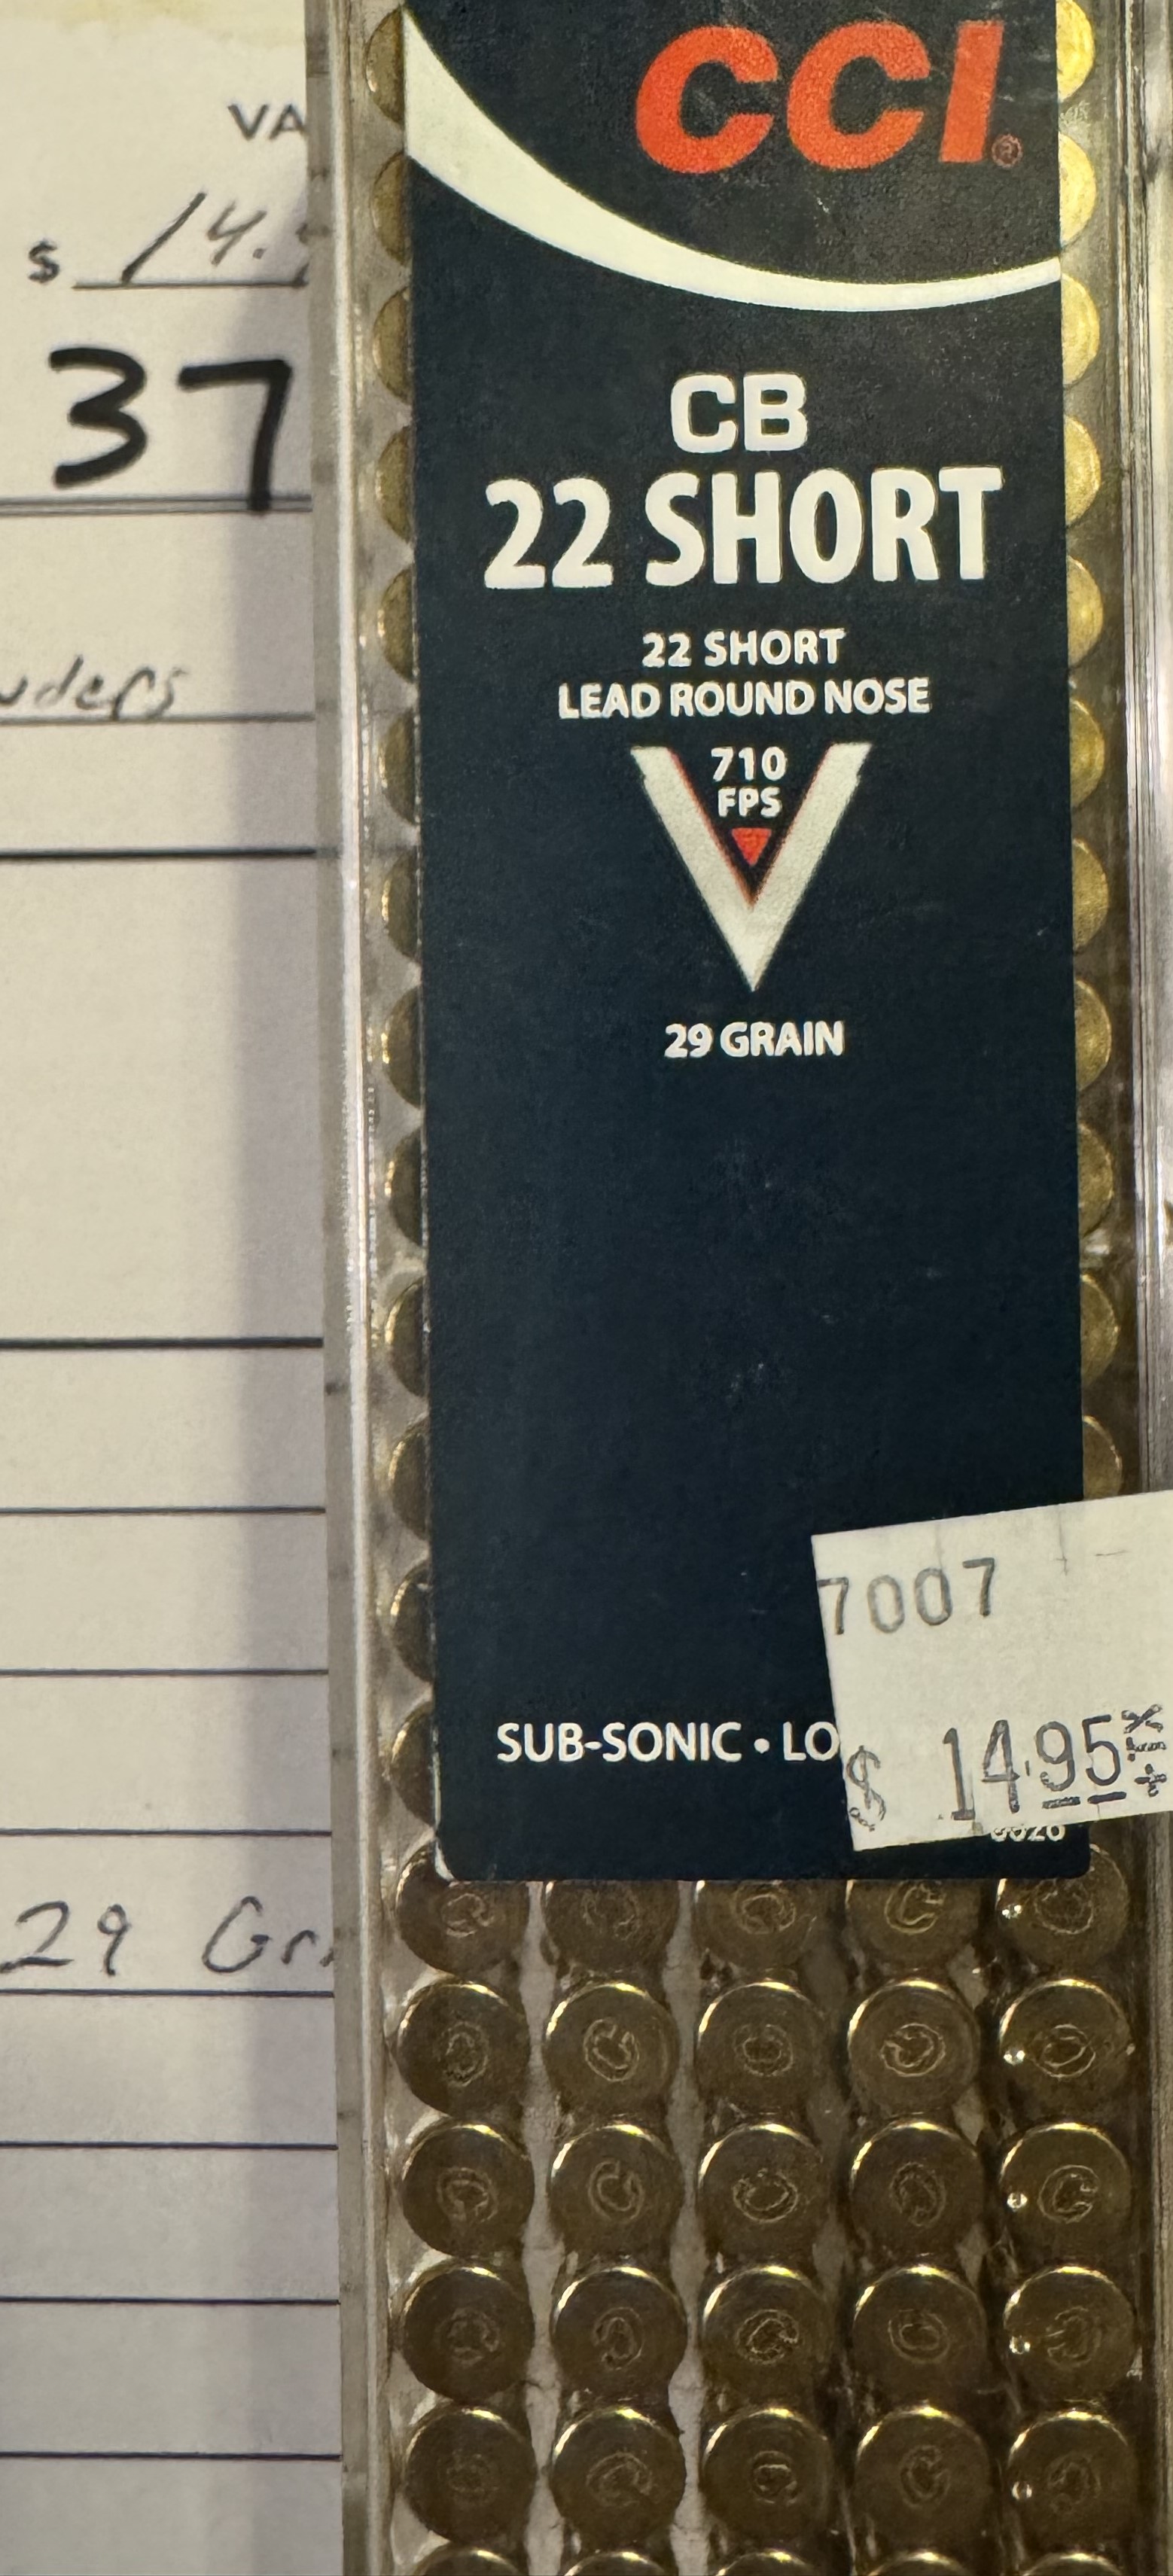 VA
$ 14.
37
29 Gr
CCI®
CB
22 SHORT
22 SHORT
LEAD ROUND NOSE
710
FPS
29 GRAIN
7007
SUB-SONIC • LO
$ 14.95